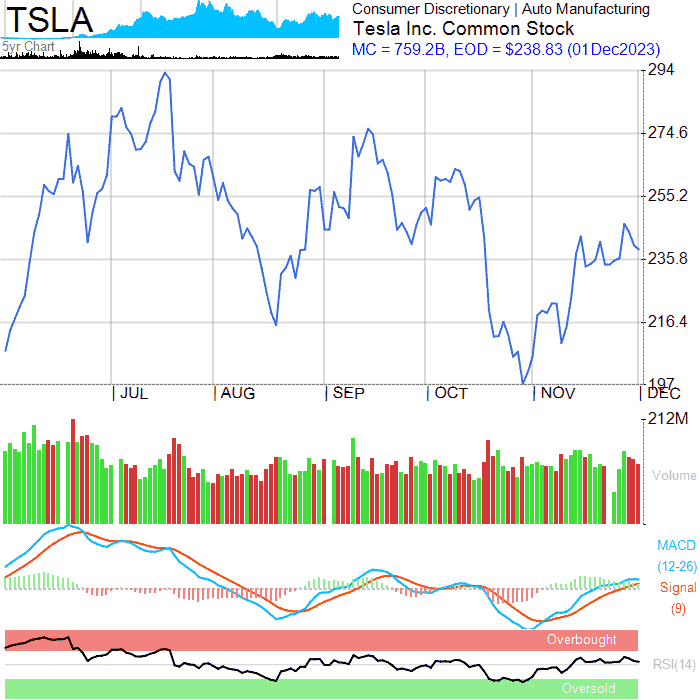 TSLA
5yr Chart
Consumer Discretionary | Auto Manufacturing
Tesla Inc. Common Stock
MC = 759.2B, EOD = $238.83 (01Dec2023)
294
274.6
255.2
235.8
216.4
197
JUL AUG SEP OCT NOV DEC
212M
Volume
MACD
(12-26)
Signal
(9)
Overbought
RSI(14)
Oversold